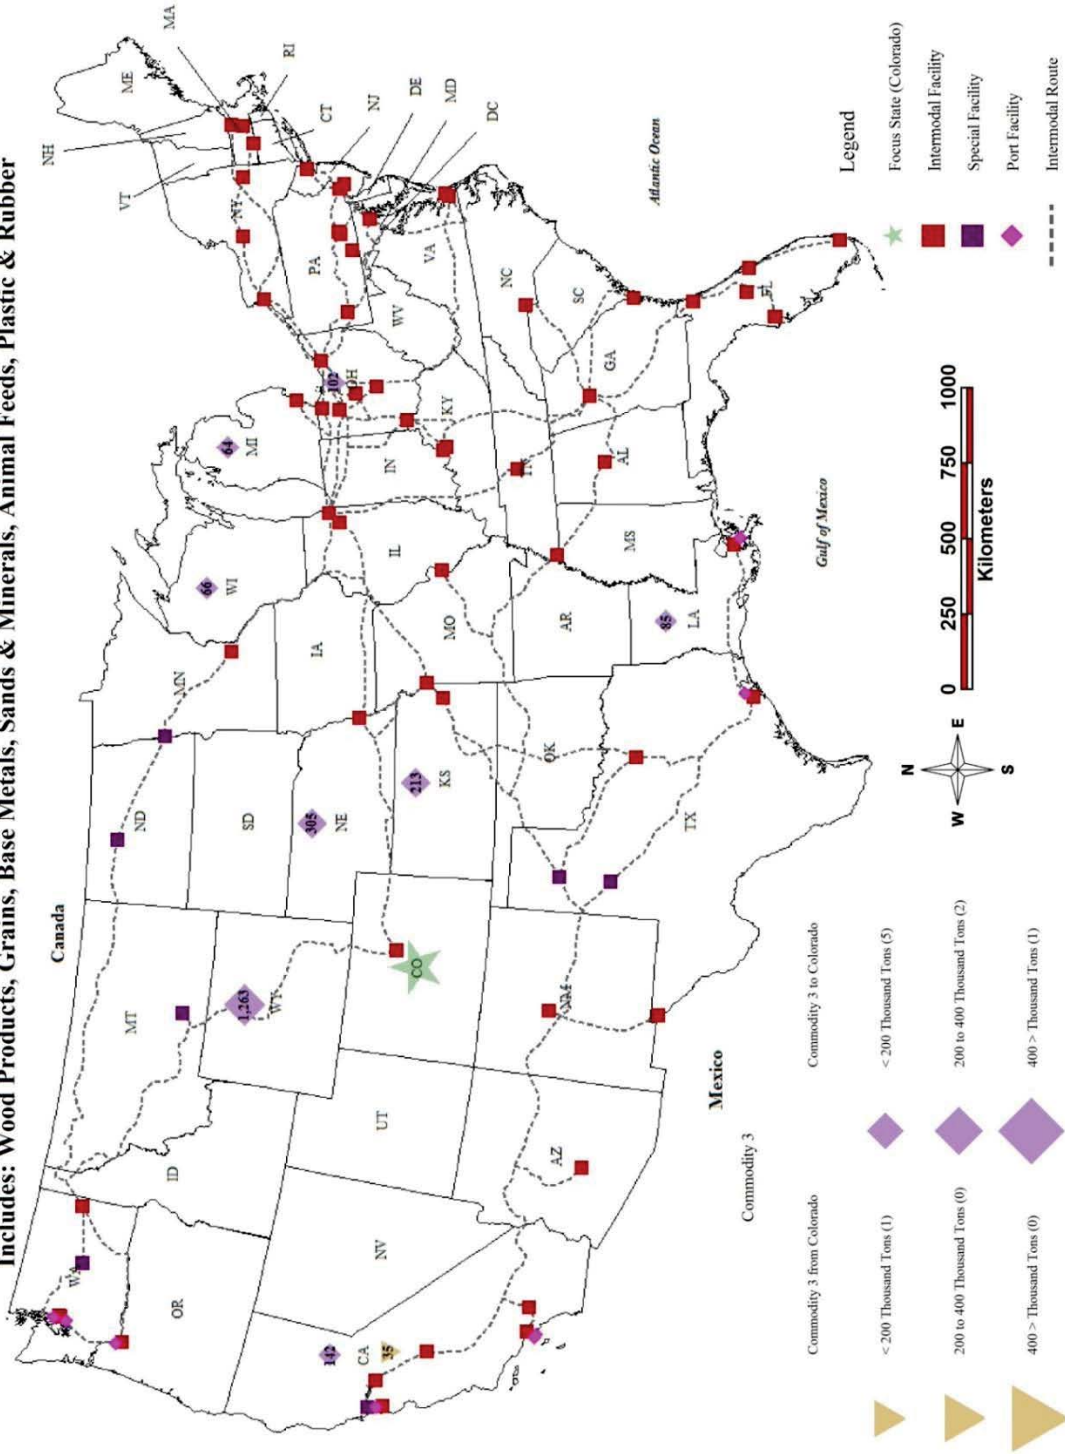 Includes: Wood Products, Grains, Base Metals, Sands & Minerals, Animal Feeds, Plastic & Rubber
Canada
Mexico
Atlantic Ocean
Gulf of Mexico
WA
OR
CA
NV
ID
MT
WY
UT
AZ
NM
CO
ND
SD
NE
KS
OK
TX
MN
IA
MO
AR
LA
WI
IL
MS
MI
IN
KY
TN
AL
OH
WV
VA
NC
SC
GA
FL
PA
NY
VT
NH
ME
MA
RI
CT
NJ
DE
MD
DC
142
35
1,263
305
213
85
66
64
102
N
W E
S
0 250 500 750 1000
Kilometers
Commodity 3
Commodity 3 from Colorado
< 200 Thousand Tons (1)
200 to 400 Thousand Tons (0)
400 > Thousand Tons (0)
Commodity 3 to Colorado
< 200 Thousand Tons (5)
200 to 400 Thousand Tons (2)
400 > Thousand Tons (1)
Legend
Focus State (Colorado)
Intermodal Facility
Special Facility
Port Facility
Intermodal Route